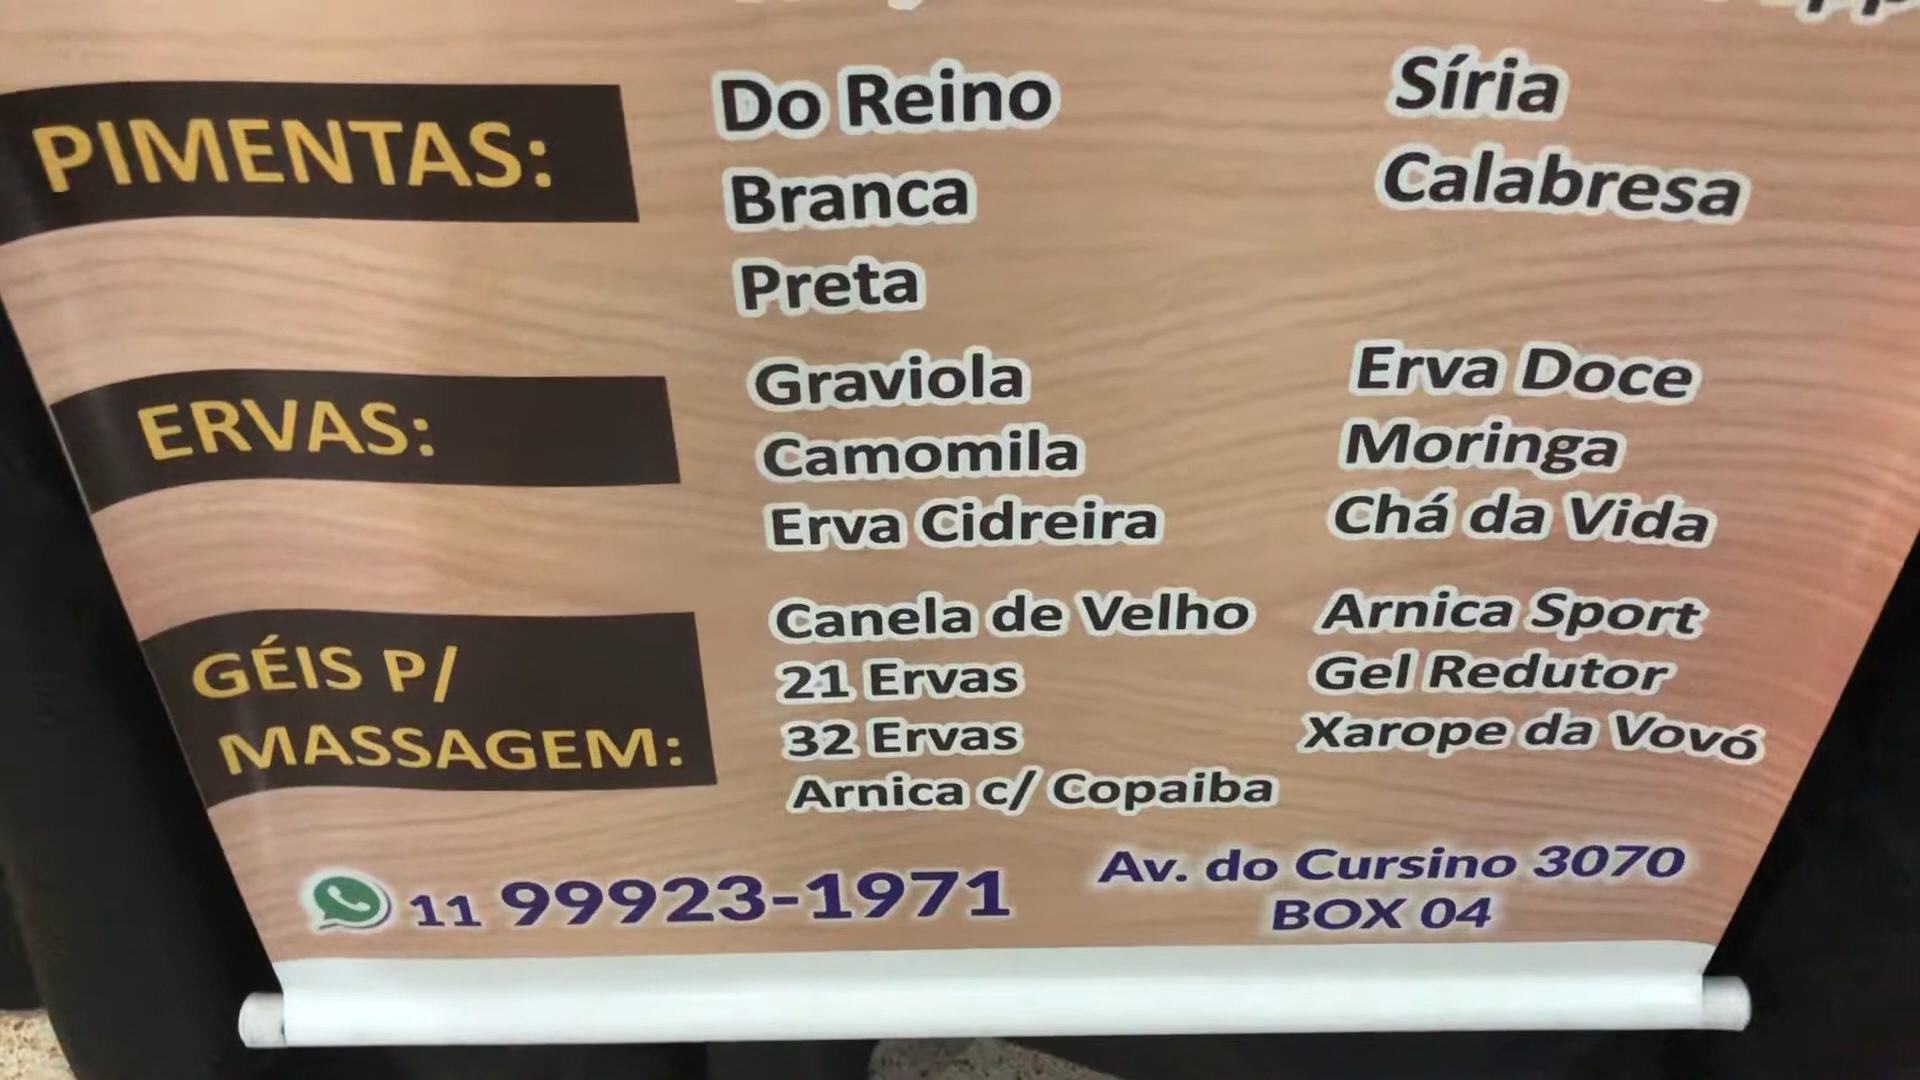 PIMENTAS:
Do Reino
Branca
Preta
Síria
Calabresa
ERVAS:
Graviola
Camomila
Erva Cidreira
Erva Doce
Moringa
Chá da Vida
GÉIS P/
MASSAGEM:
Canela de Velho
21 Ervas
32 Ervas
Arnica c/ Copaiba
Arnica Sport
Gel Redutor
Xarope da Vovó
11 99923-1971
Av. do Cursino 3070
BOX 04